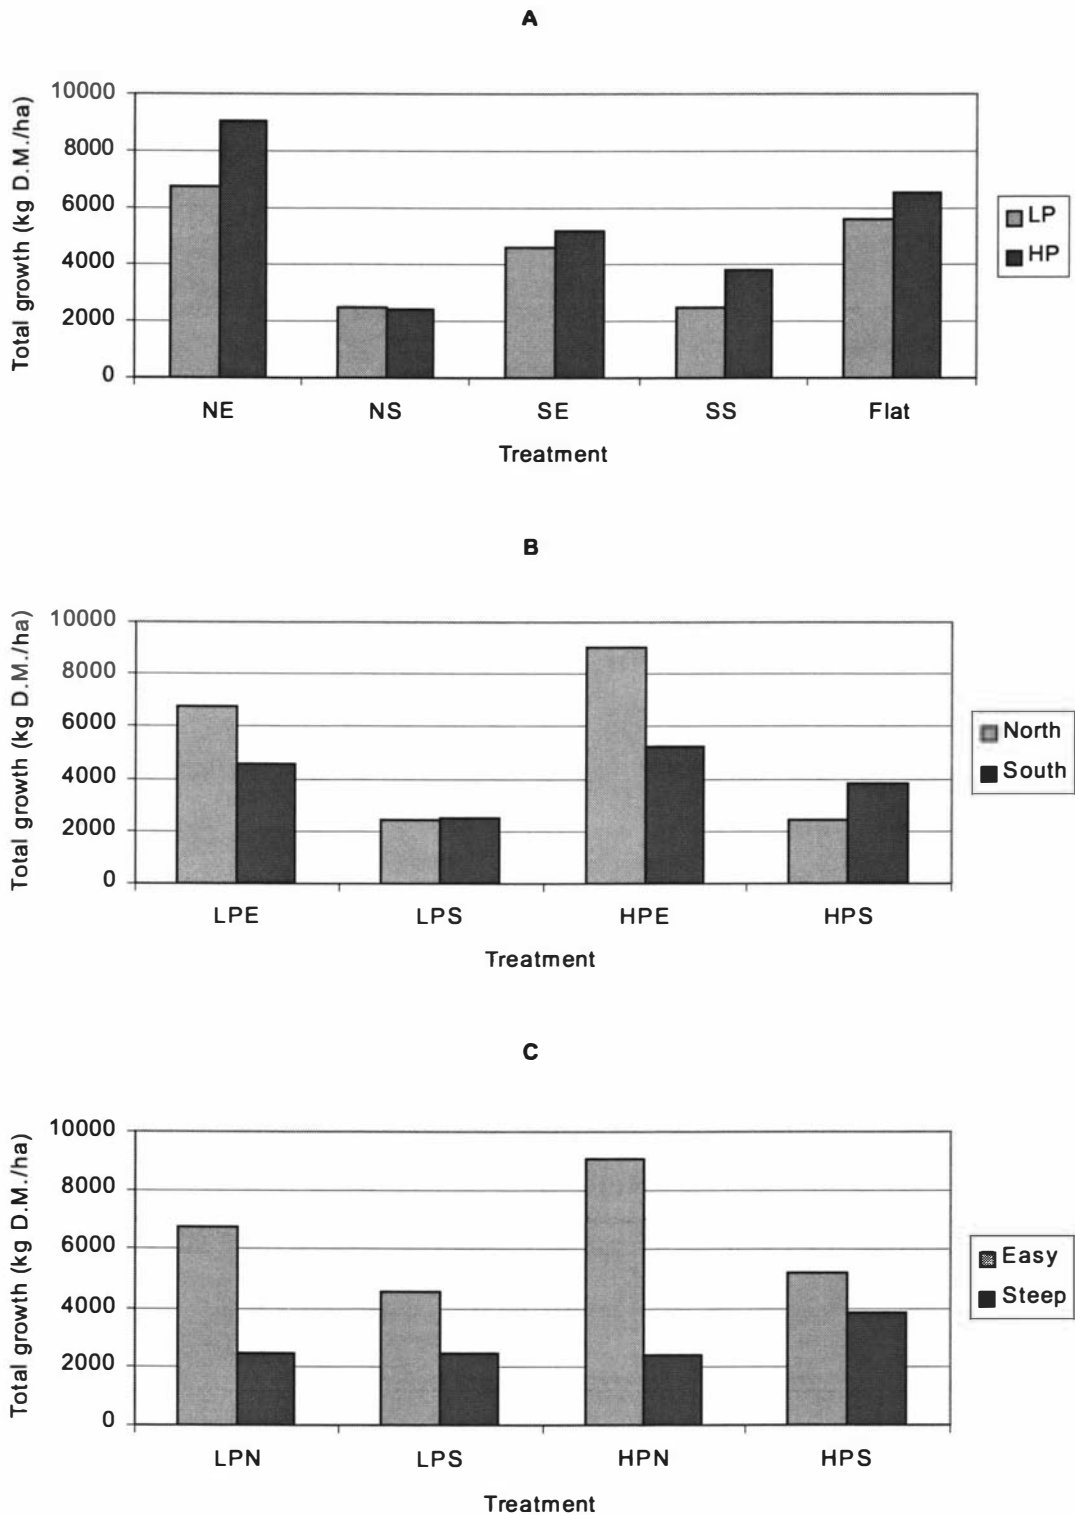 A
Total growth (kg D.M./ha)
10000
8000
6000
4000
2000
0
NE NS SE SS Flat
Treatment
LP
HP
B
Total growth (kg D.M./ha)
10000
8000
6000
4000
2000
0
LPE LPS HPE HPS
Treatment
North
South
C
Total growth (kg D.M./ha)
10000
8000
6000
4000
2000
0
LPN LPS HPN HPS
Treatment
Easy
Steep